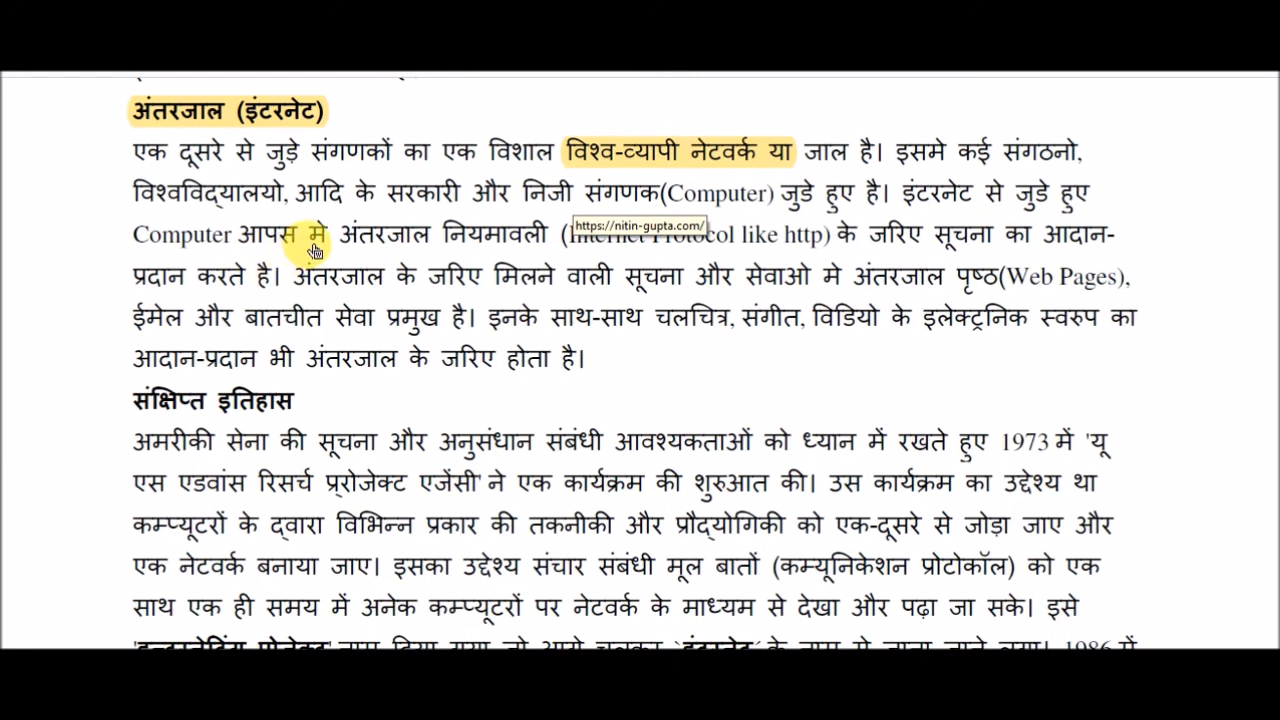 अंतरजाल (इंटरनेट)
एक दूसरे से जुड़े संगणकों का एक विशाल विश्व-व्यापी नेटवर्क या जाल है। इसमे कई संगठनो,
विश्वविद्यालयो, आदि के सरकारी और निजी संगणक(Computer) जुडे हुए है। इंटरनेट से जुडे हुए
https://nitin-gupta.com/
Computer आपस मे अंतरजाल नियमावली (Internet Protocol like http) के जरिए सूचना का आदान-
प्रदान करते है। अंतरजाल के जरिए मिलने वाली सूचना और सेवाओ मे अंतरजाल पृष्ठ(Web Pages),
ईमेल और बातचीत सेवा प्रमुख है। इनके साथ-साथ चलचित्र, संगीत, विडियो के इलेक्ट्रनिक स्वरुप का
आदान-प्रदान भी अंतरजाल के जरिए होता है।
संक्षिप्त इतिहास
अमरीकी सेना की सूचना और अनुसंधान संबंधी आवश्यकताओं को ध्यान में रखते हुए 1973 में 'यू
एस एडवांस रिसर्च प्र्रोजेक्ट एजेंसी' ने एक कार्यक्रम की शुरुआत की। उस कार्यक्रम का उद्देश्य था
कम्प्यूटरों के द्वारा विभिन्न प्रकार की तकनीकी और प्रौद्योगिकी को एक-दूसरे से जोड़ा जाए और
एक नेटवर्क बनाया जाए। इसका उद्देश्य संचार संबंधी मूल बातों (कम्यूनिकेशन प्रोटोकॉल) को एक
साथ एक ही समय में अनेक कम्प्यूटरों पर नेटवर्क के माध्यम से देखा और पढ़ा जा सके। इसे